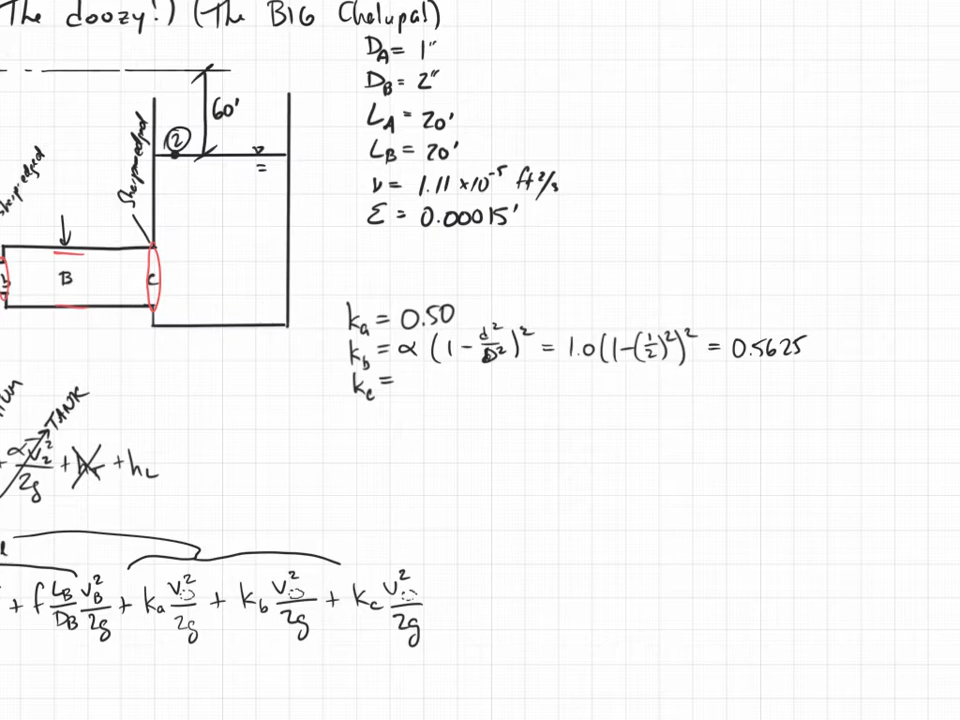 The doozy!) (The BIG Chalupa!)
D_A = 1"
D_B = 2"
L_A = 20'
L_B = 20'
ν = 1.11 ×10^-5 ft²/s
Ɛ = 0.00015'
60'
2
Sharp-edged
Sharp-edged
B
C
k_a = 0.50
k_b = α (1 - d²/D²)² = 1.0(1-(1/2)²)² = 0.5625
k_c =
TANK
+ αV_2²/2g + + h_L
+ f L_B/D_B V_B²/2g + k_a V²/2g + k_b V²/2g + k_c V²/2g